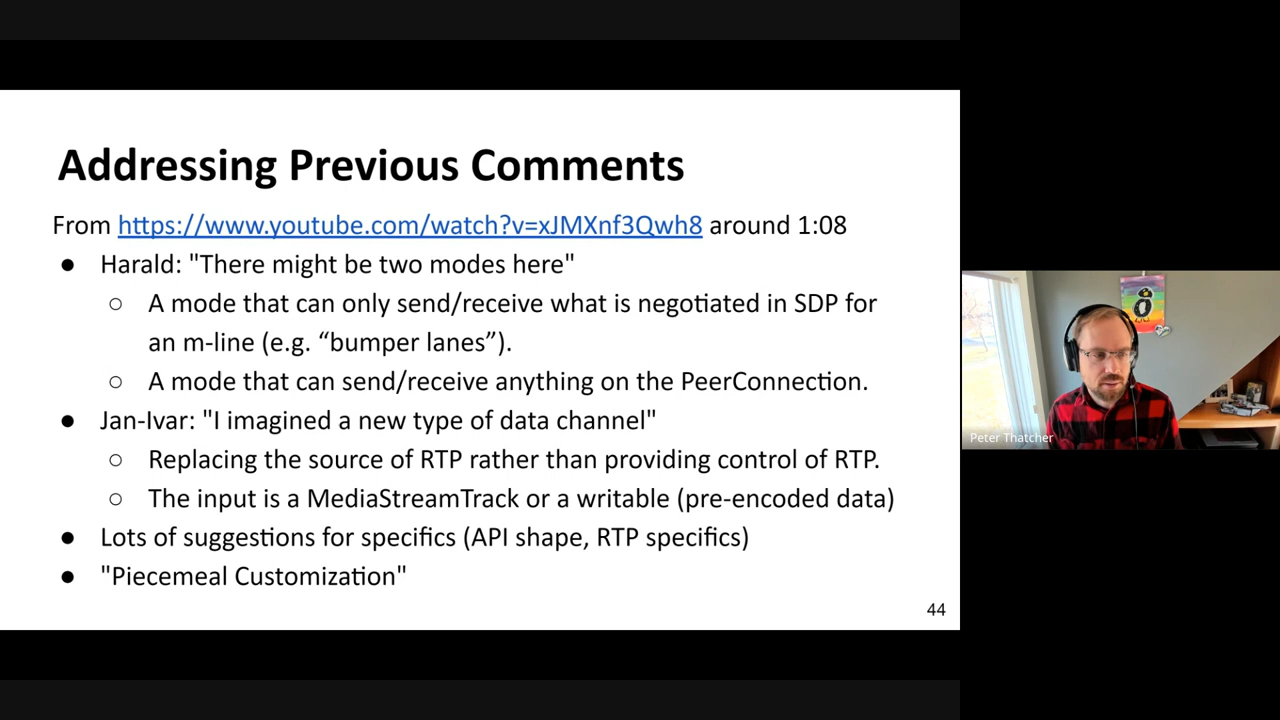 Addressing Previous Comments
From https://www.youtube.com/watch?v=xJMXnf3Qwh8 around 1:08
● Harald: "There might be two modes here"
○ A mode that can only send/receive what is negotiated in SDP for
an m-line (e.g. “bumper lanes”).
○ A mode that can send/receive anything on the PeerConnection.
● Jan-Ivar: "I imagined a new type of data channel"
○ Replacing the source of RTP rather than providing control of RTP.
○ The input is a MediaStreamTrack or a writable (pre-encoded data)
● Lots of suggestions for specifics (API shape, RTP specifics)
● "Piecemeal Customization"
44
Peter Thatcher